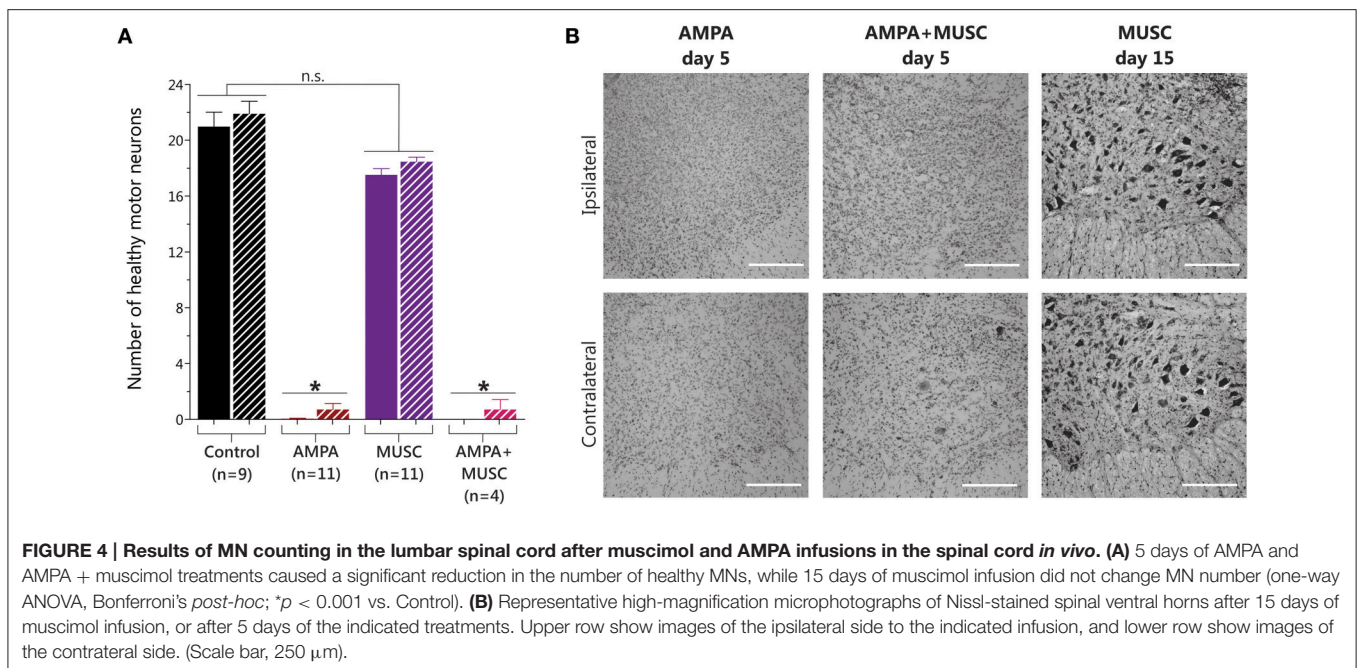 A
n.s.
24
20
16
12
8
4
0
Number of healthy motor neurons
*
*
Control
(n=9)
AMPA
(n=11)
MUSC
(n=11)
AMPA+
MUSC
(n=4)
B
AMPA
day 5
AMPA+MUSC
day 5
MUSC
day 15
Ipsilateral
Contralateral
FIGURE 4 | Results of MN counting in the lumbar spinal cord after muscimol and AMPA infusions in the spinal cord in vivo. (A) 5 days of AMPA and
AMPA + muscimol treatments caused a significant reduction in the number of healthy MNs, while 15 days of muscimol infusion did not change MN number (one-way
ANOVA, Bonferroni's post-hoc; *p < 0.001 vs. Control). (B) Representative high-magnification microphotographs of Nissl-stained spinal ventral horns after 15 days of
muscimol infusion, or after 5 days of the indicated treatments. Upper row show images of the ipsilateral side to the indicated infusion, and lower row show images of
the contrateral side. (Scale bar, 250 μm).